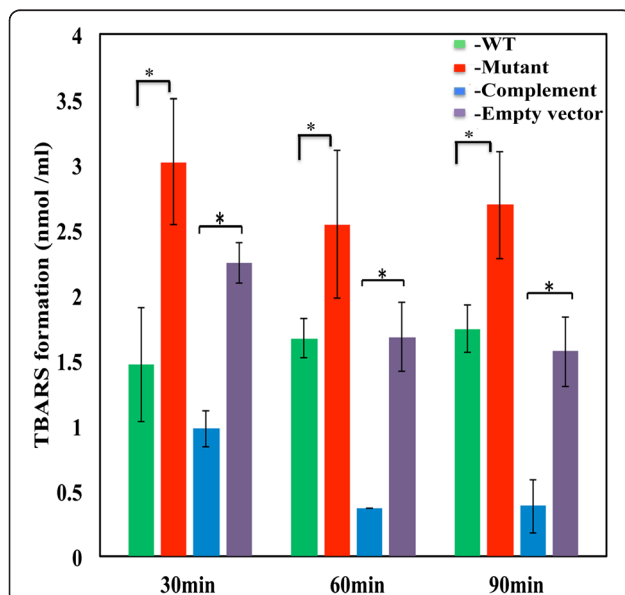 TBARS formation (nmol /ml)
4
3.5
3
2.5
2
1.5
1
0.5
0
-WT
-Mutant
-Complement
-Empty vector
*
*
*
*
*
*
30min 60min 90min